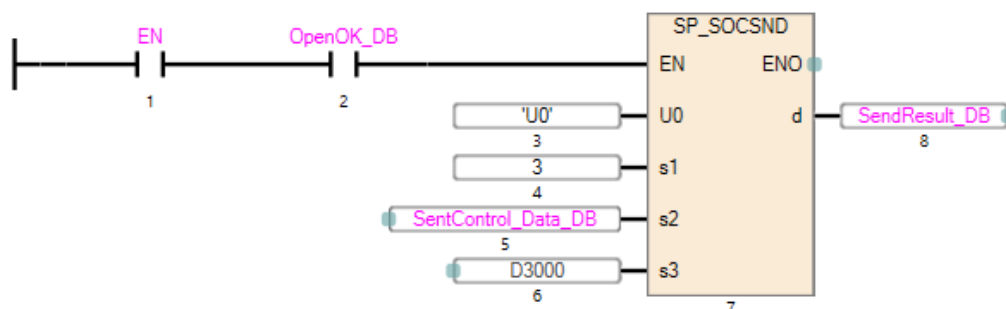 SP_SOCSND
EN
OpenOK_DB
EN
ENO
1
2
'U0'
U0
d
SendResult_DB
3
8
3
s1
4
SentControl_Data_DB
s2
5
D3000
s3
6
7